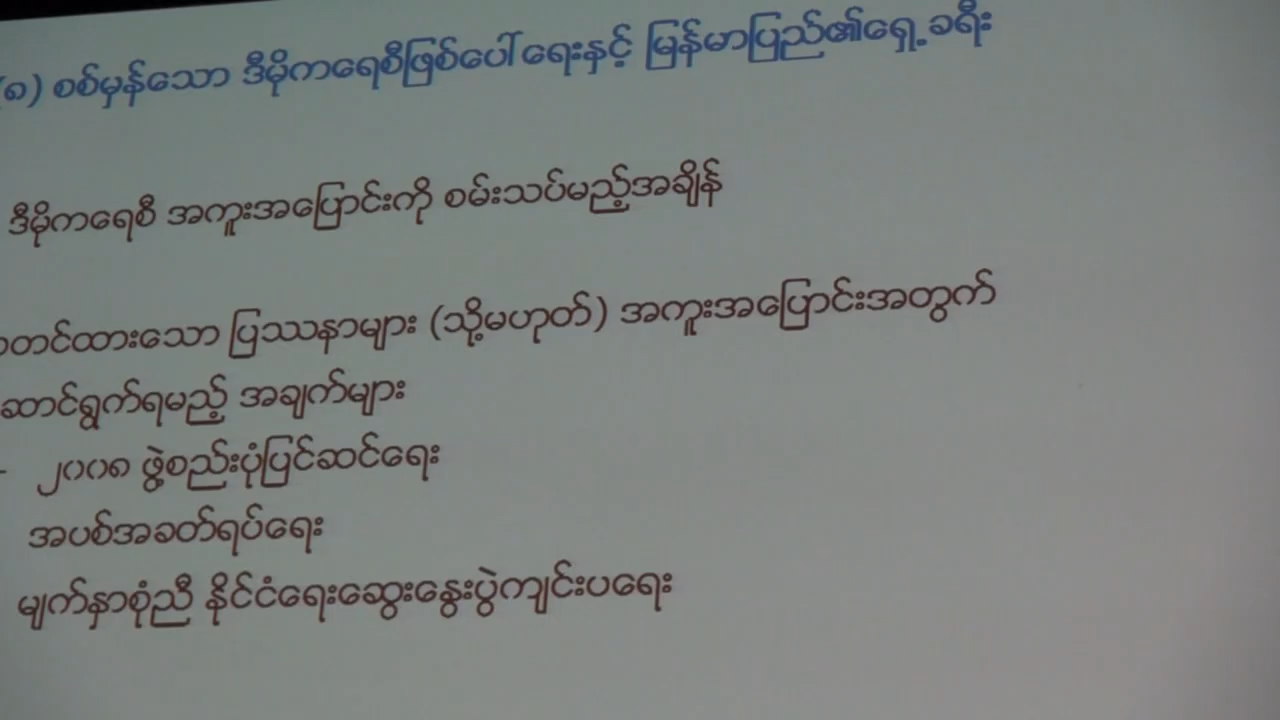 (၈) စစ်မှန်သော ဒီမိုကရေစီဖြစ်ပေါ်ရေးနှင့် မြန်မာပြည်၏ရှေ့ခရီး
ဒီမိုကရေစီ အကူးအပြောင်းကို စမ်းသပ်မည့်အချိန်
ပြဿနာများ (သို့မဟုတ်) အကူးအပြောင်းအတွက်
ဆောင်ရွက်ရမည့် အချက်များ
- ၂၀၀၈ ဖွဲ့စည်းပုံပြင်ဆင်ရေး
အပစ်အခတ်ရပ်ရေး
မျက်နှာစုံညီ နိုင်ငံရေးဆွေးနွေးပွဲကျင်းပရေး